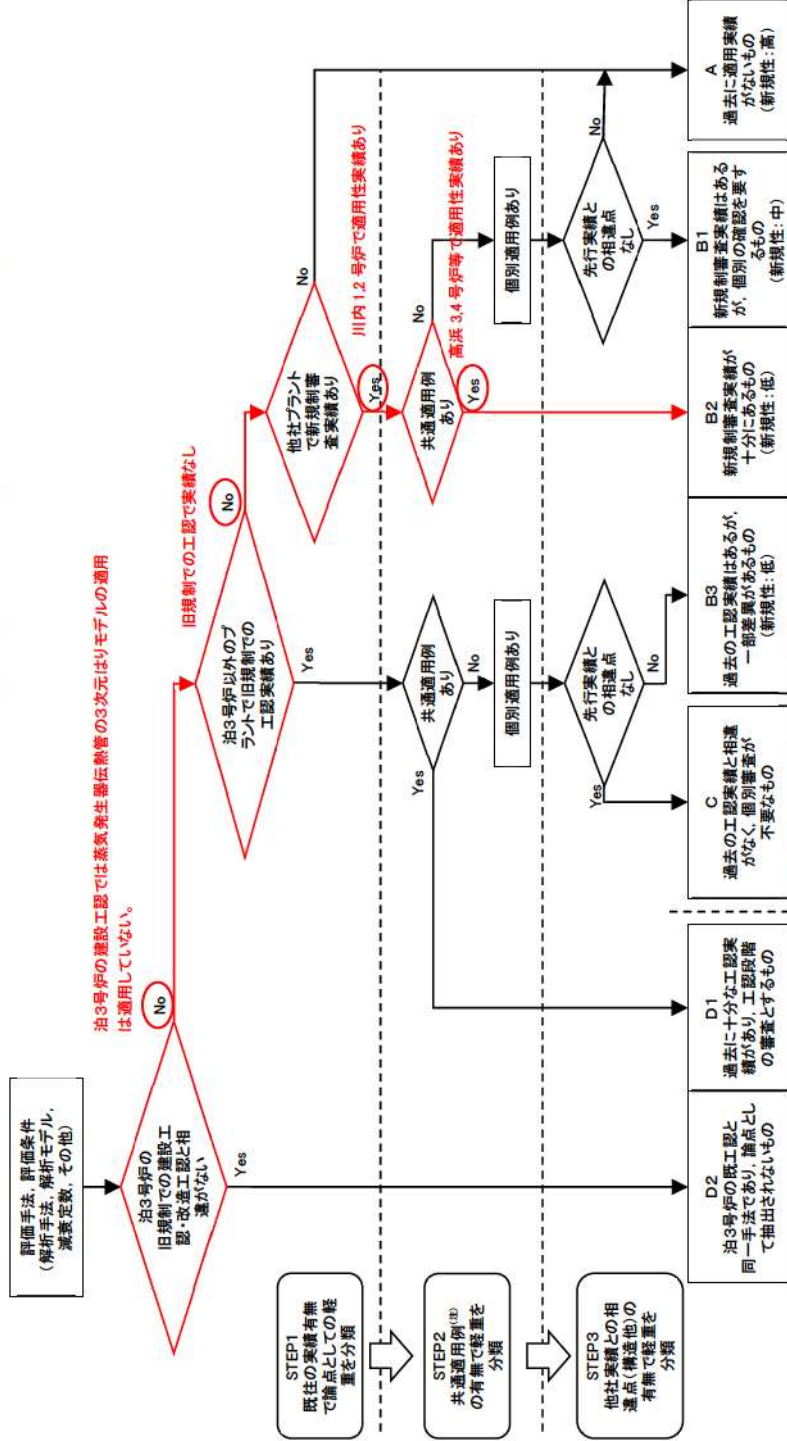 評価手法，評価条件
（解析手法，解析モデル，
減衰定数，その他）
泊3号炉の
旧規制での建設工
認・改造工認と相
違がない
No
Yes
泊3号炉の建設工認では蒸気発生器伝熱管の3次元はりモデルの適用
は適用していない。
泊3号炉以外のプ
ラントで旧規制での
工認実績あり
No
Yes
旧規制での工認で実績なし
他社プラント
で新規制審
査実績あり
No
Yes
川内 1,2 号炉で適用性実績あり
STEP1
既往の実績有無
で論点としての軽
重を分類
STEP2
共通適用例(注)
の有無で軽重を
分類
STEP3
他社実績との相
違点(構造他)の
有無で軽重を
分類
共通適用例
あり
Yes
No
個別適用例あり
先行実績と
の相違点
なし
Yes
No
共通適用例
あり
Yes
No
高浜 3,4 号炉等で適用性実績あり
個別適用例あり
先行実績と
の相違点
なし
No
Yes
D2
泊3号炉の既工認と
同一手法であり，論点とし
て抽出されないもの
D1
過去に十分な工認実
績があり，工認段階
の審査とするもの
C
過去の工認実績と相違
がなく，個別審査が
不要なもの
B3
過去の工認実績はあるが，
一部差異があるもの
（新規性：低）
B2
新規制審査実績が
十分にあるもの
（新規性：低）
B1
新規制審査実績はある
が，個別の確認を要す
るもの
（新規性：中）
A
過去に適用実績
がないもの
（新規性：高）